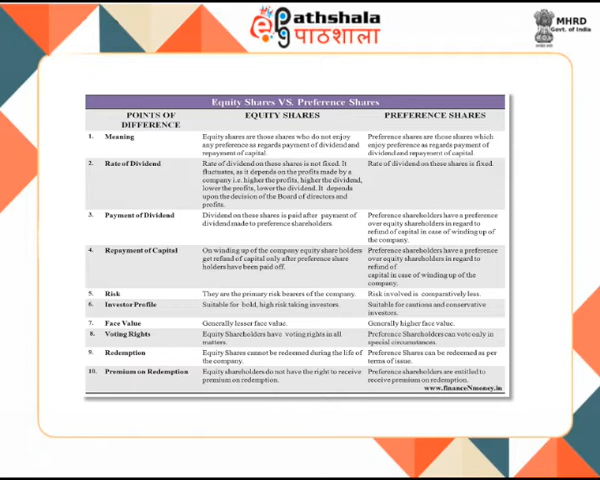 Pathshala
पाठशाला
MHRD
Govt. of India
Equity Shares VS. Preference Shares
POINTS OF DIFFERENCE EQUITY SHARES PREFERENCE SHARES
1. Meaning
Equity shares are those shares who do not enjoy
any preference as regards payment of dividend and
repayment of capital.
Preference shares are those shares which
enjoy preference as regards payment of
dividend and repayment of capital.
2. Rate of Dividend
Rate of dividend on these shares is not fixed. It
fluctuates, as it depends on the profits made by a
company i.e. higher the profits, higher the dividend,
lower the profits, lower the dividend. It depends
upon the decision of the Board of directors and
profits.
Rate of dividend on these shares is fixed.
3. Payment of Dividend
Dividend on these shares is paid after payment of
dividend made to preference shareholders.
Preference shareholders have a preference
over equity shareholders in regard to
refund of capital in case of winding up of
the company.
4. Repayment of Capital
On winding up of the company equity share holders
get refund of capital only after preference share
holders have been paid off.
Preference shareholders have a preference
over equity shareholders in regard to
refund of
capital in case of winding up of the
company.
5. Risk
They are the primary risk bearers of the company.
Risk involved is comparatively less.
6. Investor Profile
Suitable for bold, high risk taking investors.
Suitable for cautions and conservative
investors.
7. Face Value
Generally lesser face value.
Generally higher face value.
8. Voting Rights
Equity Shareholders have voting rights in all
matters.
Preference Shareholders can vote only in
special circumstances.
9. Redemption
Equity Shares cannot be redeemed during the life of
the company.
Preference Shares can be redeemed as per
terms of issue.
10. Premium on Redemption
Equity shareholders do not have the right to receive
premium on redemption.
Preference shareholders are entitled to
receive premium on redemption.
www.financeNmoney.in